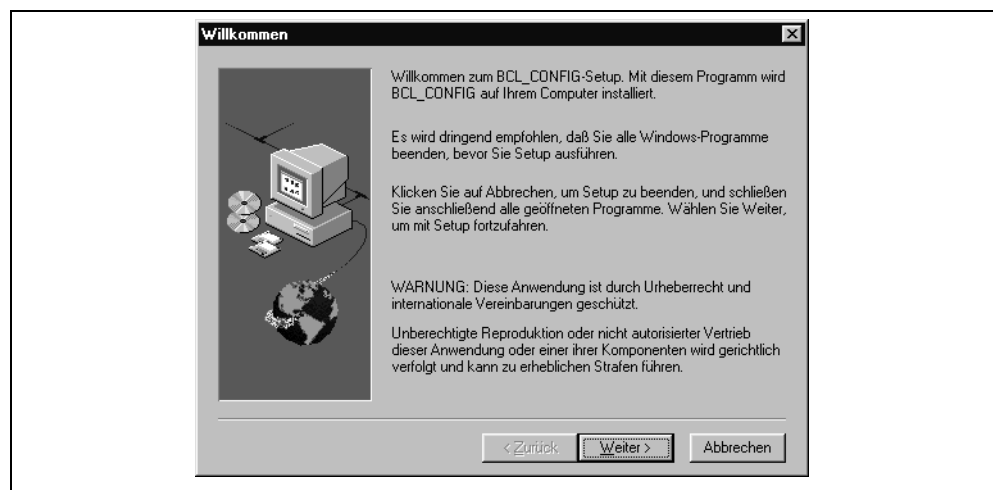 Willkommen
Willkommen zum BCL_CONFIG-Setup. Mit diesem Programm wird
BCL_CONFIG auf Ihrem Computer installiert.
Es wird dringend empfohlen, daß Sie alle Windows-Programme
beenden, bevor Sie Setup ausführen.
Klicken Sie auf Abbrechen, um Setup zu beenden, und schließen
Sie anschließend alle geöffneten Programme. Wählen Sie Weiter,
um mit Setup fortzufahren.
WARNUNG: Diese Anwendung ist durch Urheberrecht und
internationale Vereinbarungen geschützt.
Unberechtigte Reproduktion oder nicht autorisierter Vertrieb
dieser Anwendung oder einer ihrer Komponenten wird gerichtlich
verfolgt und kann zu erheblichen Strafen führen.
< Zurück Weiter > Abbrechen